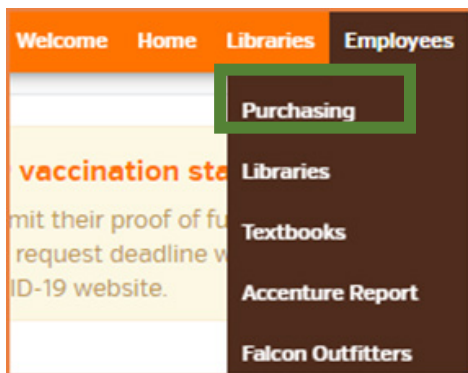 Welcome Home Libraries Employees
Purchasing
vaccination sta
Libraries
mit their proof of fu
Textbooks
request deadline w
ID-19 website.
Accenture Report
Falcon Outfitters